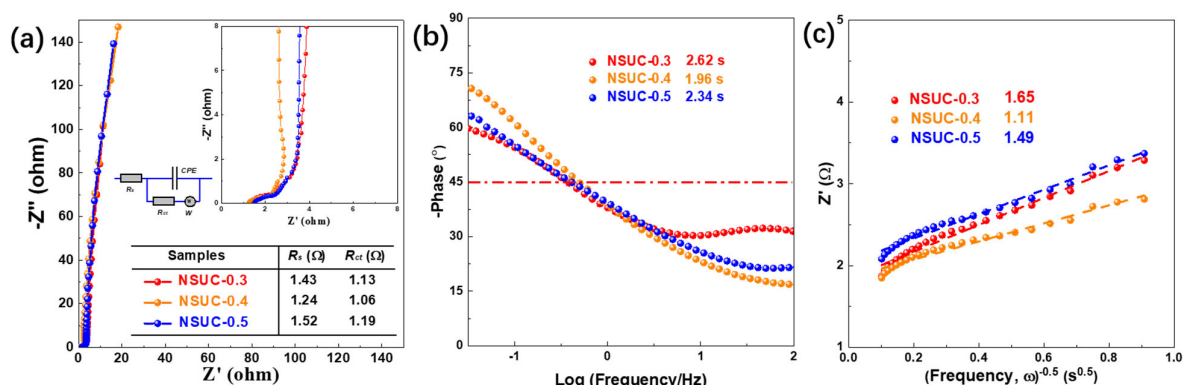 (a)
140
120
100
80
60
40
20
0
-Z'' (ohm)
0 20 40 60 80 100 120 140
Z' (ohm)
8
6
4
2
0
-Z'' (ohm)
0 2 4 6 8
Z' (ohm)
CPE
Rs
Rct
W
Samples Rs (Ω) Rct (Ω)
NSUC-0.3 1.43 1.13
NSUC-0.4 1.24 1.06
NSUC-0.5 1.52 1.19
(b)
90
75
60
45
30
15
0
-Phase (°)
-1 0 1 2
Log (Frequency/Hz)
NSUC-0.3 2.62 s
NSUC-0.4 1.96 s
NSUC-0.5 2.34 s
(c)
5
4
3
2
1
Z' (Ω)
0.0 0.2 0.4 0.6 0.8 1.0
(Frequency, ω)^-0.5 (s^0.5)
NSUC-0.3 1.65
NSUC-0.4 1.11
NSUC-0.5 1.49